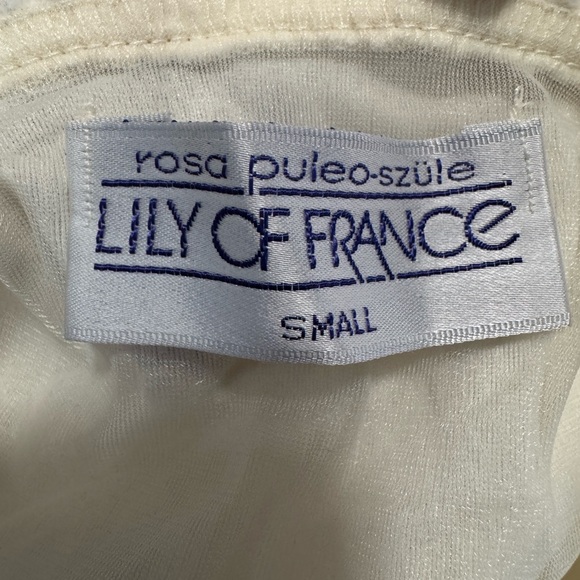 rosa puleo-szüle
LILY OF FRANCE
SMALL